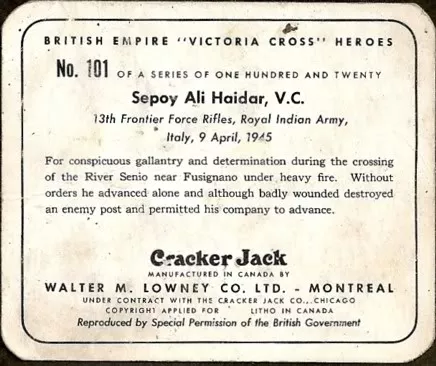 BRITISH EMPIRE "VICTORIA CROSS" HEROES
No. 101 OF A SERIES OF ONE HUNDRED AND TWENTY
Sepoy Ali Haidar, V.C.
13th Frontier Force Rifles, Royal Indian Army,
Italy, 9 April, 1945
For conspicuous gallantry and determination during the crossing
of the River Senio near Fusignano under heavy fire. Without
orders he advanced alone and although badly wounded destroyed
an enemy post and permitted his company to advance.
Cracker Jack
MANUFACTURED IN CANADA BY
WALTER M. LOWNEY CO. LTD. - MONTREAL
UNDER CONTRACT WITH THE CRACKER JACK CO., CHICAGO
COPYRIGHT APPLIED FOR LITHO IN CANADA
Reproduced by Special Permission of the British Government